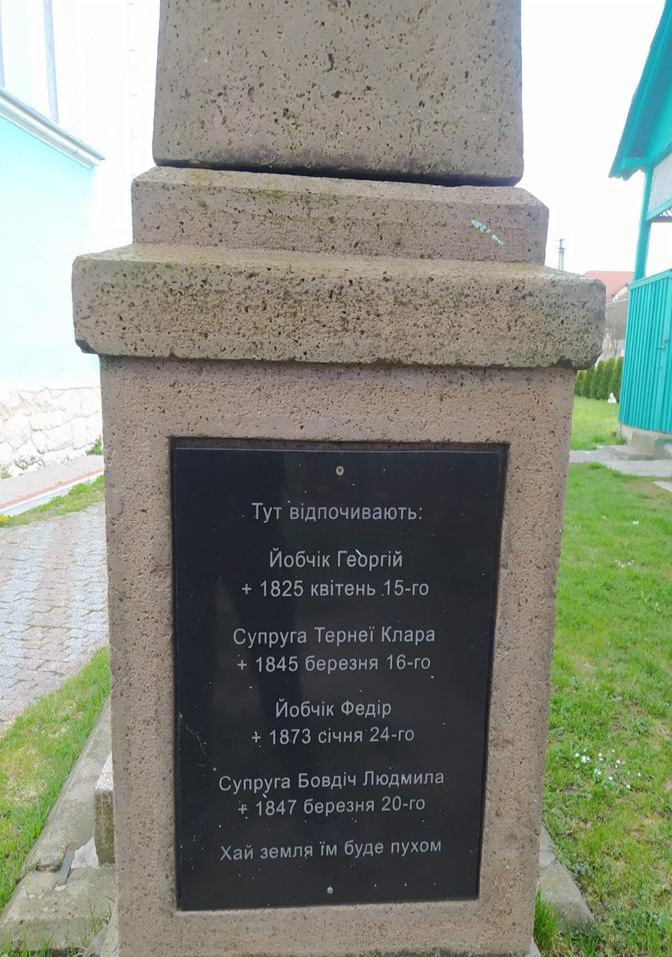 Тут відпочивають:
Йобчік Георгій
+ 1825 квітень 15-го
Супруга Тернеї Клара
+ 1845 березня 16-го
Йобчік Федір
+ 1873 січня 24-го
Супруга Бовдіч Людмила
+ 1847 березня 20-го
Хай земля їм буде пухом